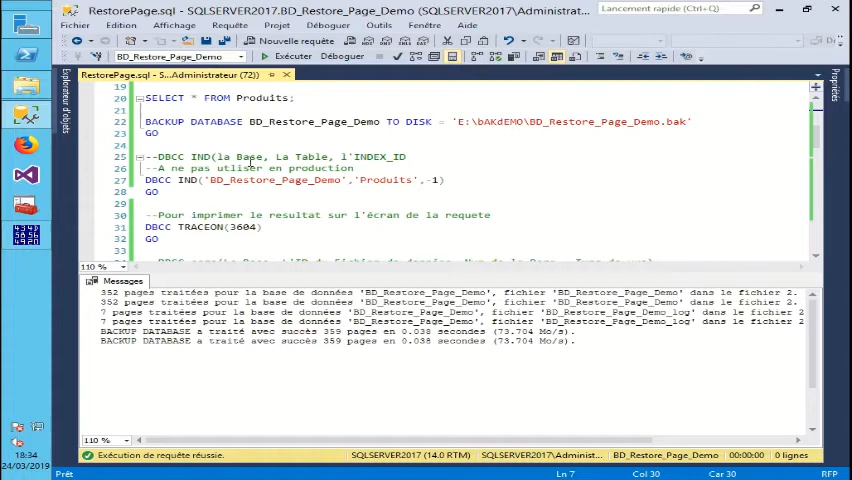 RestorePage.sql - SQLSERVER2017.BD_Restore_Page_Demo (SQLSERVER2017\Administrat...
Lancement rapide (Ctrl+Q)
Fichier Edition Affichage Requête Projet Déboguer Outils Fenêtre Aide
Nouvelle requête
BD_Restore_Page_Demo
Exécuter Déboguer
RestorePage.sql - S...Administrateur (72))
Explorateur d'objets
Propriétés
19
20 SELECT * FROM Produits;
21
22 BACKUP DATABASE BD_Restore_Page_Demo TO DISK = 'E:\bAKdEMO\BD_Restore_Page_Demo.bak'
23 GO
24
25 --DBCC IND(la Base, La Table, l'INDEX_ID
26 --A ne pas utliser en production
27 DBCC IND('BD_Restore_Page_Demo','Produits',-1)
28 GO
29
30 --Pour imprimer le resultat sur l'écran de la requete
31 DBCC TRACEON(3604)
32 GO
33
110 %
Messages
352 pages traitées pour la base de données 'BD_Restore_Page_Demo', fichier 'BD_Restore_Page_Demo' dans le fichier 2.
352 pages traitées pour la base de données 'BD_Restore_Page_Demo', fichier 'BD_Restore_Page_Demo' dans le fichier 2.
7 pages traitées pour la base de données 'BD_Restore_Page_Demo', fichier 'BD_Restore_Page_Demo_log' dans le fichier 2
7 pages traitées pour la base de données 'BD_Restore_Page_Demo', fichier 'BD_Restore_Page_Demo_log' dans le fichier 2
BACKUP DATABASE a traité avec succès 359 pages en 0.038 secondes (73.704 Mo/s).
BACKUP DATABASE a traité avec succès 359 pages en 0.038 secondes (73.704 Mo/s).
110 %
Exécution de requête réussie.
SQLSERVER2017 (14.0 RTM)
SQLSERVER2017\Administ...
BD_Restore_Page_Demo
00:00:00
0 lignes
Prêt
Ln 7
Col 30
Car 30
RFP
18:34
24/03/2019